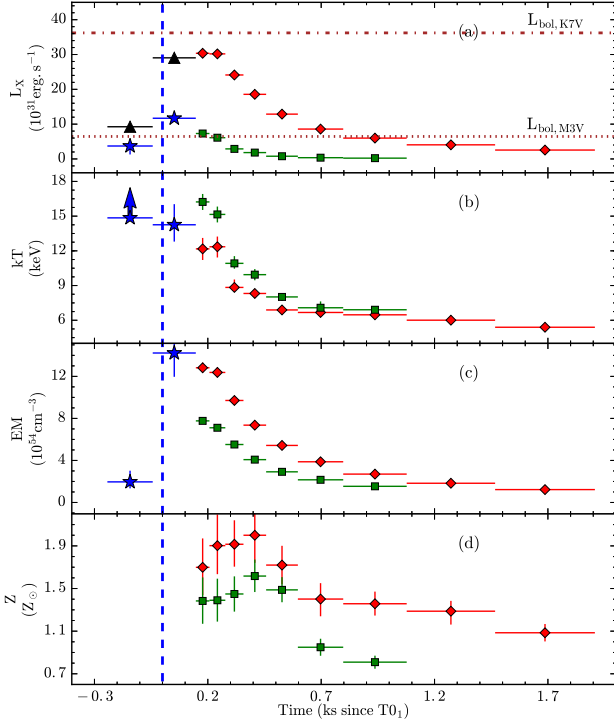 40
30
20
10
0
L_X
(10^31 erg. s^−1)
(a)
L_bol, K7V
L_bol, M3V
18
15
12
9
6
kT
(keV)
(b)
12
8
4
0
EM
(10^54 cm^−3)
(c)
1.9
1.5
1.1
0.7
Z
(Z_⊙)
(d)
−0.3 0.2 0.7 1.2 1.7
Time (ks since T0_1)